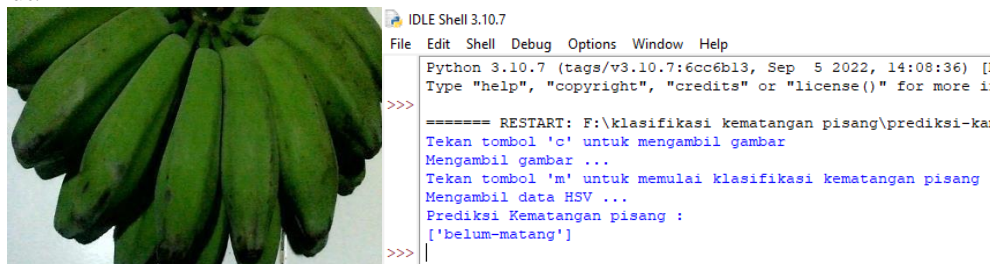 IDLE Shell 3.10.7
File Edit Shell Debug Options Window Help
Python 3.10.7 (tags/v3.10.7:6cc6b13, Sep 5 2022, 14:08:36) [
Type "help", "copyright", "credits" or "license()" for more
>>>
======= RESTART: F:\klasifikasi kematangan pisang\prediksi-
Tekan tombol 'c' untuk mengambil gambar
Mengambil gambar ...
Tekan tombol 'm' untuk memulai klasifikasi kematangan pisang
Mengambil data HSV ...
Prediksi Kematangan pisang :
['belum-matang']
>>>